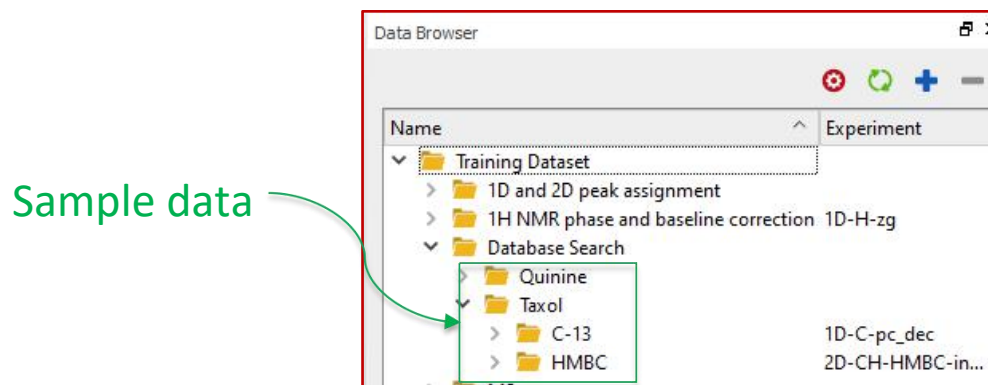 Data Browser
Name Experiment
Training Dataset
1D and 2D peak assignment
1H NMR phase and baseline correction 1D-H-zg
Sample data
Database Search
Quinine
Taxol
C-13 1D-C-pc_dec
HMBC 2D-CH-HMBC-in...